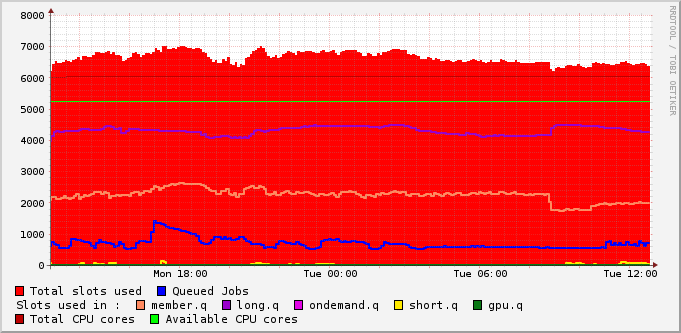 8000
7000
6000
5000
4000
3000
2000
1000
0
Mon 18:00 Tue 00:00 Tue 06:00 Tue 12:00
Total slots used Queued Jobs
Slots used in : member.q long.q ondemand.q short.q gpu.q
Total CPU cores Available CPU cores
RRDTOOL / TOBI OETIKER